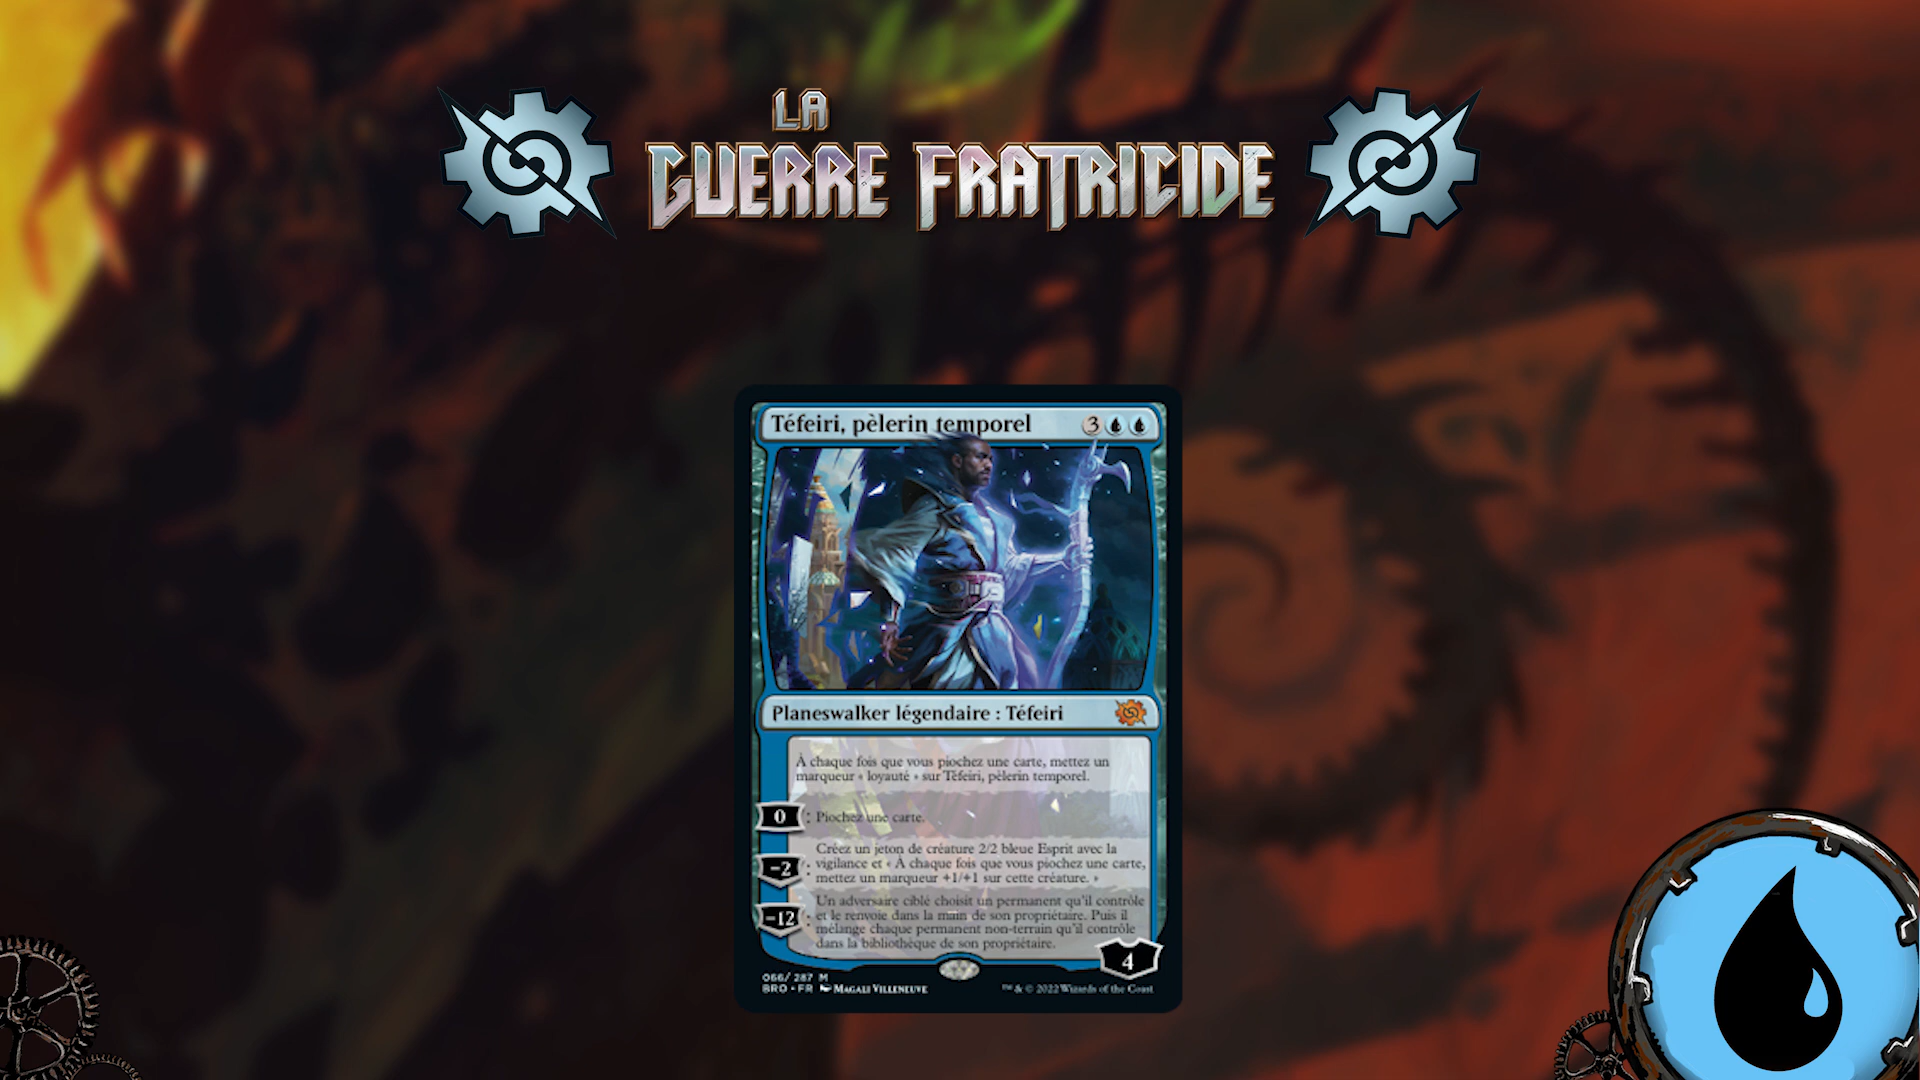 LA
GUERRE FRATRICIDE
Téfeiri, pèlerin temporel 3
Planeswalker légendaire : Téfeiri
À chaque fois que vous piochez une carte, mettez un
marqueur « loyauté » sur Téfeiri, pèlerin temporel.
0 : Piochez une carte.
Créez un jeton de créature 2/2 bleue Esprit avec la
−2 : vigilance et « À chaque fois que vous piochez une carte,
mettez un marqueur +1/+1 sur cette créature. »
Un adversaire ciblé choisit un permanent qu'il contrôle
−12 : et le renvoie dans la main de son propriétaire. Puis il
mélange chaque permanent non-terrain qu'il contrôle
dans la bibliothèque de son propriétaire.
4
066/287 M
BRO • FR Magali Villeneuve
™ & © 2022 Wizards of the Coast